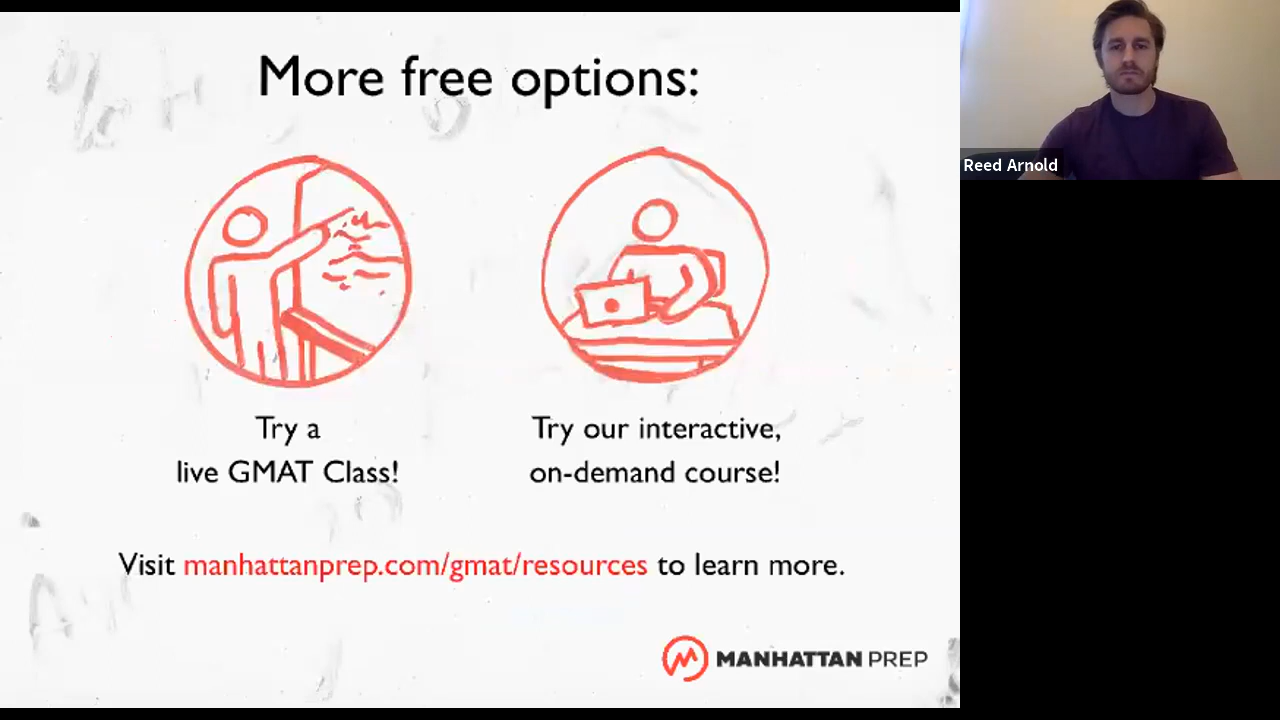 More free options:
Reed Arnold
Try a
live GMAT Class!
Try our interactive,
on-demand course!
Visit manhattanprep.com/gmat/resources to learn more.
MANHATTAN PREP